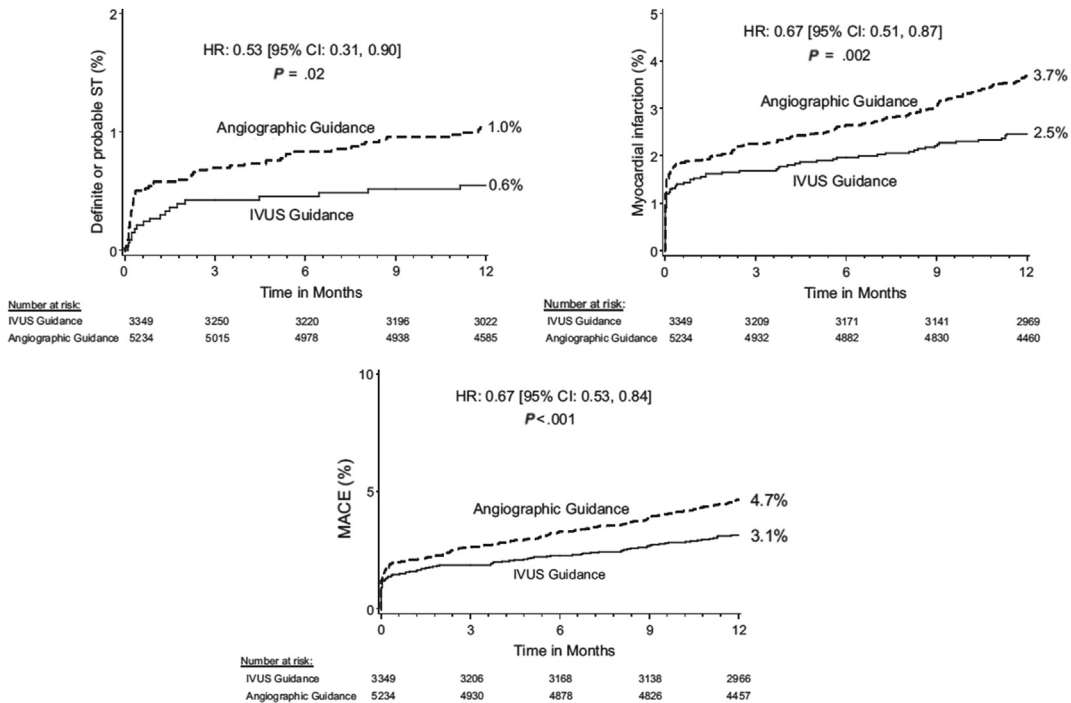 2
HR: 0.53 [95% CI: 0.31, 0.90]
P = .02
Definite or probable ST (%)
Angiographic Guidance
1.0%
1
0.6%
IVUS Guidance
0
0 3 6 9 12
Time in Months
Number at risk:
IVUS Guidance 3349 3250 3220 3196 3022
Angiographic Guidance 5234 5015 4978 4938 4585
5
HR: 0.67 [95% CI: 0.51, 0.87]
P = .002
4
Myocardial infarction (%)
3.7%
Angiographic Guidance
3
2.5%
2
IVUS Guidance
1
0
0 3 6 9 12
Time in Months
Number at risk:
IVUS Guidance 3349 3209 3171 3141 2969
Angiographic Guidance 5234 4932 4882 4830 4460
10
HR: 0.67 [95% CI: 0.53, 0.84]
P<.001
MACE (%)
5
Angiographic Guidance
4.7%
3.1%
IVUS Guidance
0
0 3 6 9 12
Time in Months
Number at risk:
IVUS Guidance 3349 3206 3168 3138 2966
Angiographic Guidance 5234 4930 4878 4826 4457